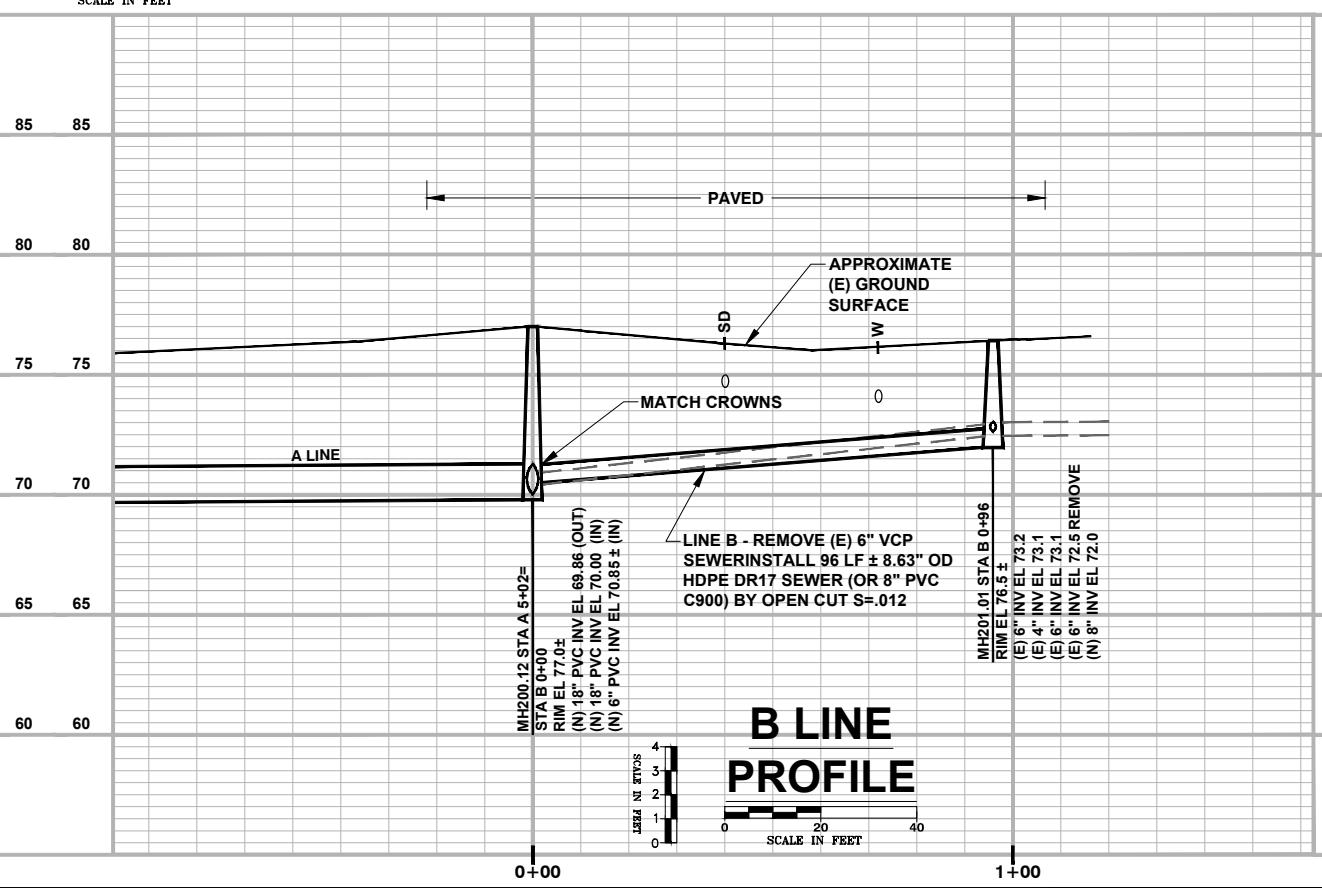 SCALE IN FEET
85 85
PAVED
80 80
APPROXIMATE
(E) GROUND
SURFACE
SD
W
75 75
MATCH CROWNS
A LINE
70 70
LINE B - REMOVE (E) 6" VCP
SEWERINSTALL 96 LF ± 8.63" OD
HDPE DR17 SEWER (OR 8" PVC
C900) BY OPEN CUT S=.012
65 65
MH200.12 STA A 5+02=
STA B 0+00
RIM EL 77.0±
(N) 18" PVC INV EL 69.86 (OUT)
(N) 18" PVC INV EL 70.00 (IN)
(N) 6" PVC INV EL 70.85 ± (IN)
MH201.01 STA B 0+96
RIM EL 76.5 ±
(E) 6" INV EL 73.2
(E) 4" INV EL 73.1
(E) 6" INV EL 73.1
(E) 6" INV EL 72.5 REMOVE
(N) 8" INV EL 72.0
60 60
B LINE
PROFILE
4
3
2
1
0
SCALE IN FEET
0 20 40
SCALE IN FEET
0+00 1+00